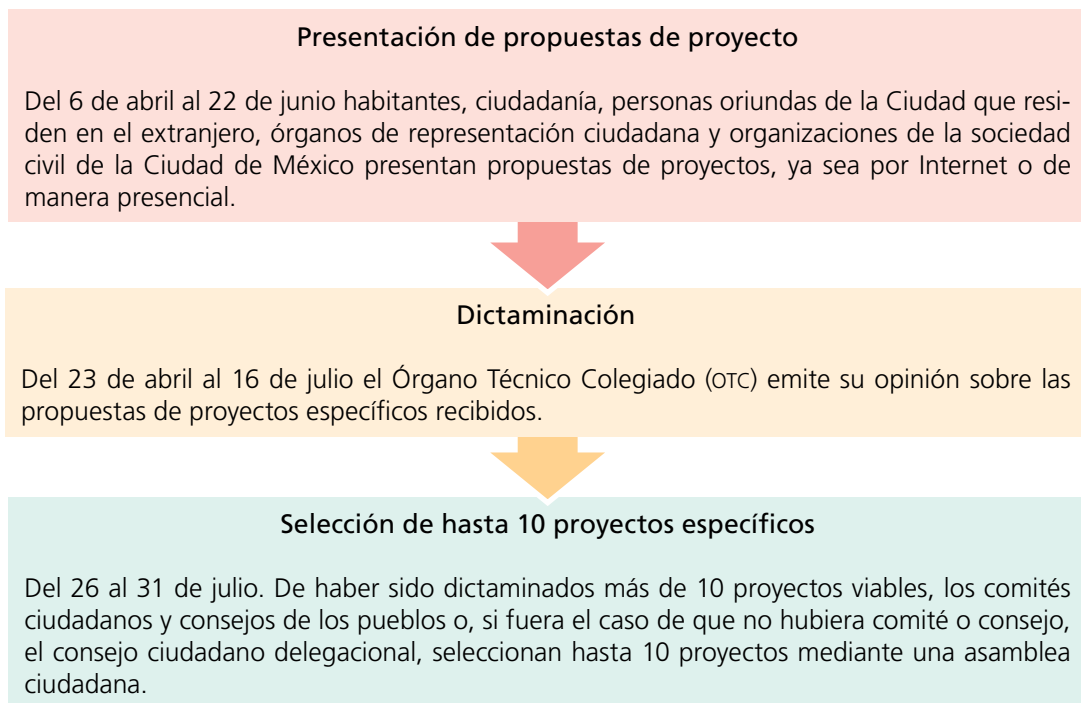 Presentación de propuestas de proyecto
Del 6 de abril al 22 de junio habitantes, ciudadanía, personas oriundas de la Ciudad que resi-
den en el extranjero, órganos de representación ciudadana y organizaciones de la sociedad
civil de la Ciudad de México presentan propuestas de proyectos, ya sea por Internet o de
manera presencial.
Dictaminación
Del 23 de abril al 16 de julio el Órgano Técnico Colegiado (OTC) emite su opinión sobre las
propuestas de proyectos específicos recibidos.
Selección de hasta 10 proyectos específicos
Del 26 al 31 de julio. De haber sido dictaminados más de 10 proyectos viables, los comités
ciudadanos y consejos de los pueblos o, si fuera el caso de que no hubiera comité o consejo,
el consejo ciudadano delegacional, seleccionan hasta 10 proyectos mediante una asamblea
ciudadana.